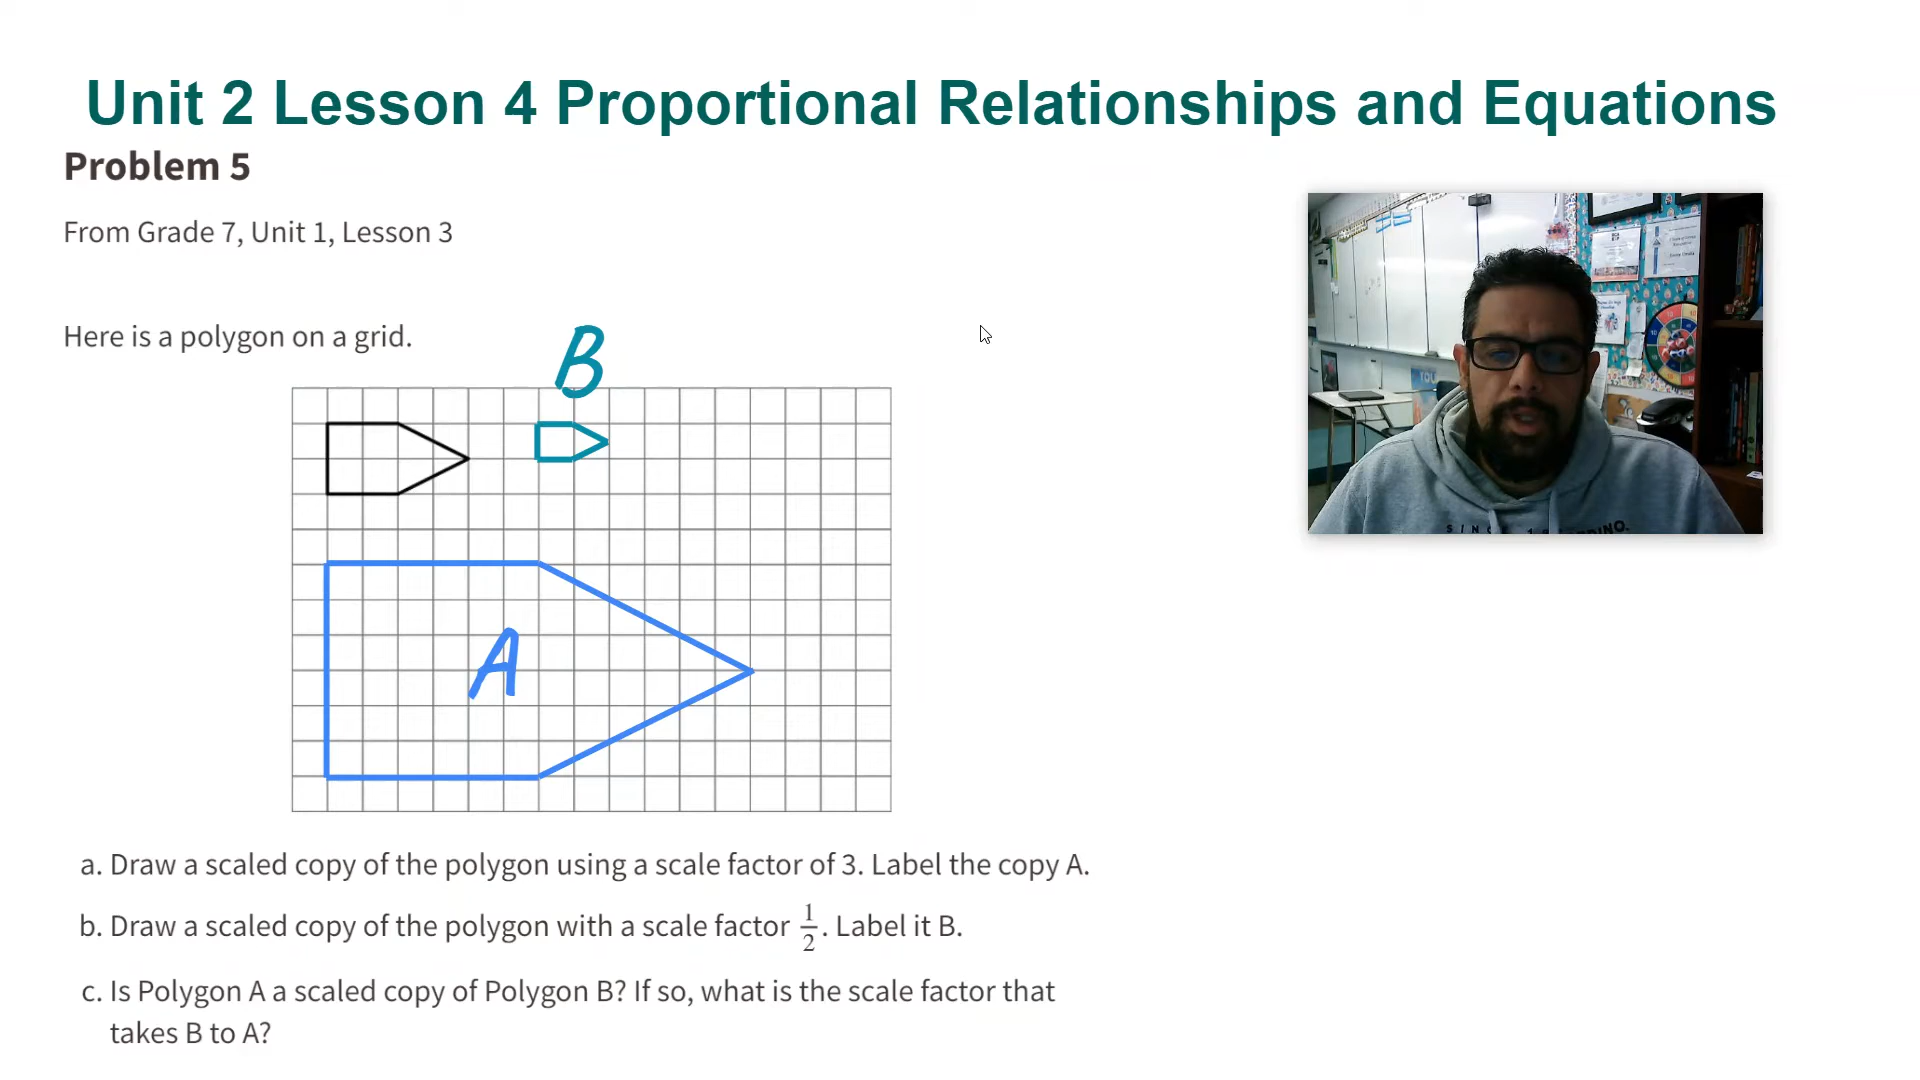 Unit 2 Lesson 4 Proportional Relationships and Equations
Problem 5
From Grade 7, Unit 1, Lesson 3
Here is a polygon on a grid.
B
A
a. Draw a scaled copy of the polygon using a scale factor of 3. Label the copy A.
b. Draw a scaled copy of the polygon with a scale factor 1/2. Label it B.
c. Is Polygon A a scaled copy of Polygon B? If so, what is the scale factor that
takes B to A?
SINCE